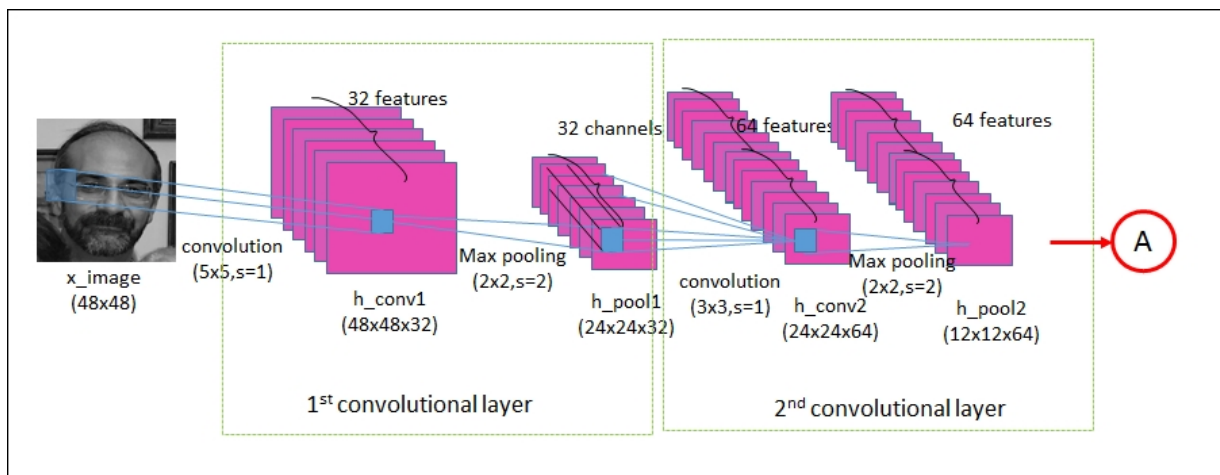 x_image
(48x48)
convolution
(5x5,s=1)
32 features
h_conv1
(48x48x32)
Max pooling
(2x2,s=2)
32 channels
h_pool1
(24x24x32)
1st convolutional layer
convolution
(3x3,s=1)
64 features
h_conv2
(24x24x64)
Max pooling
(2x2,s=2)
64 features
h_pool2
(12x12x64)
2nd convolutional layer
A